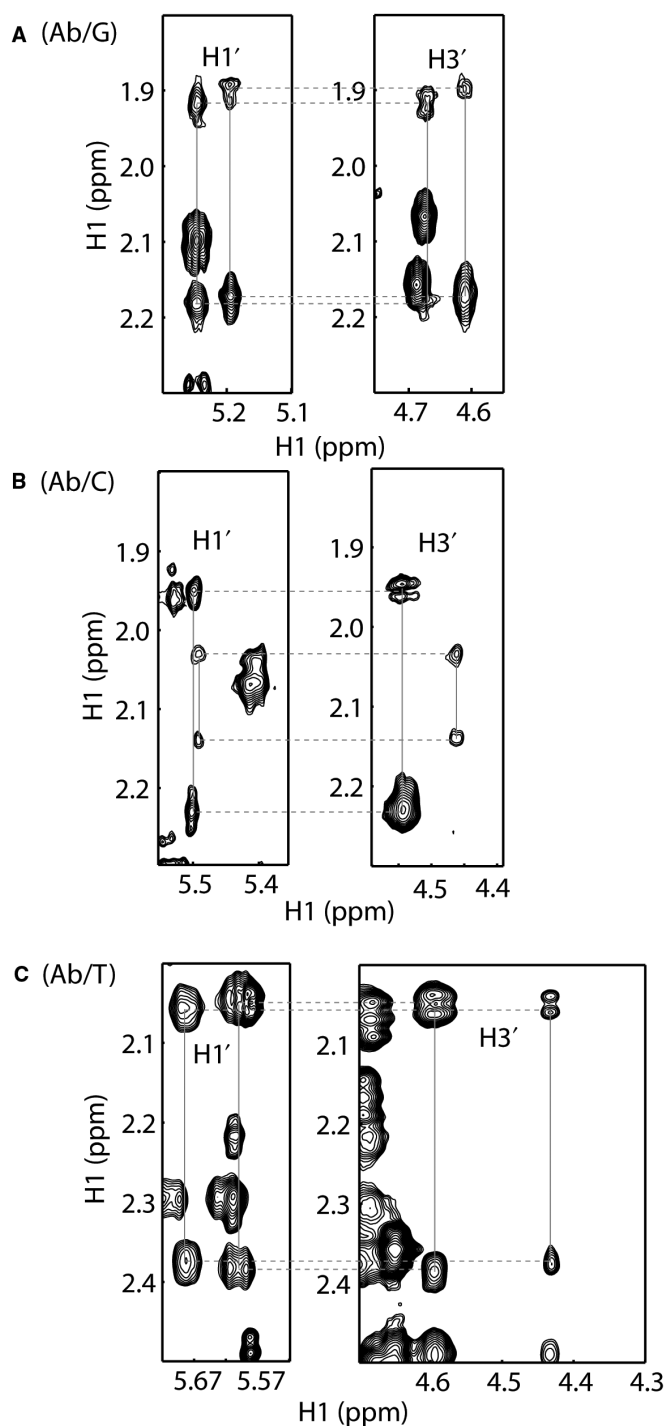 A (Ab/G)
H1′
H3′
1.9
1.9
2.0
2.0
2.1
2.1
2.2
2.2
H1 (ppm)
5.2 5.1
4.7 4.6
H1 (ppm)
B (Ab/C)
H1′
H3′
1.9
1.9
2.0
2.0
2.1
2.1
2.2
2.2
H1 (ppm)
5.5 5.4
4.5 4.4
H1 (ppm)
C (Ab/T)
H1′
H3′
2.1
2.1
2.2
2.2
2.3
2.3
2.4
2.4
H1 (ppm)
5.67 5.57
4.6 4.5 4.4 4.3
H1 (ppm)